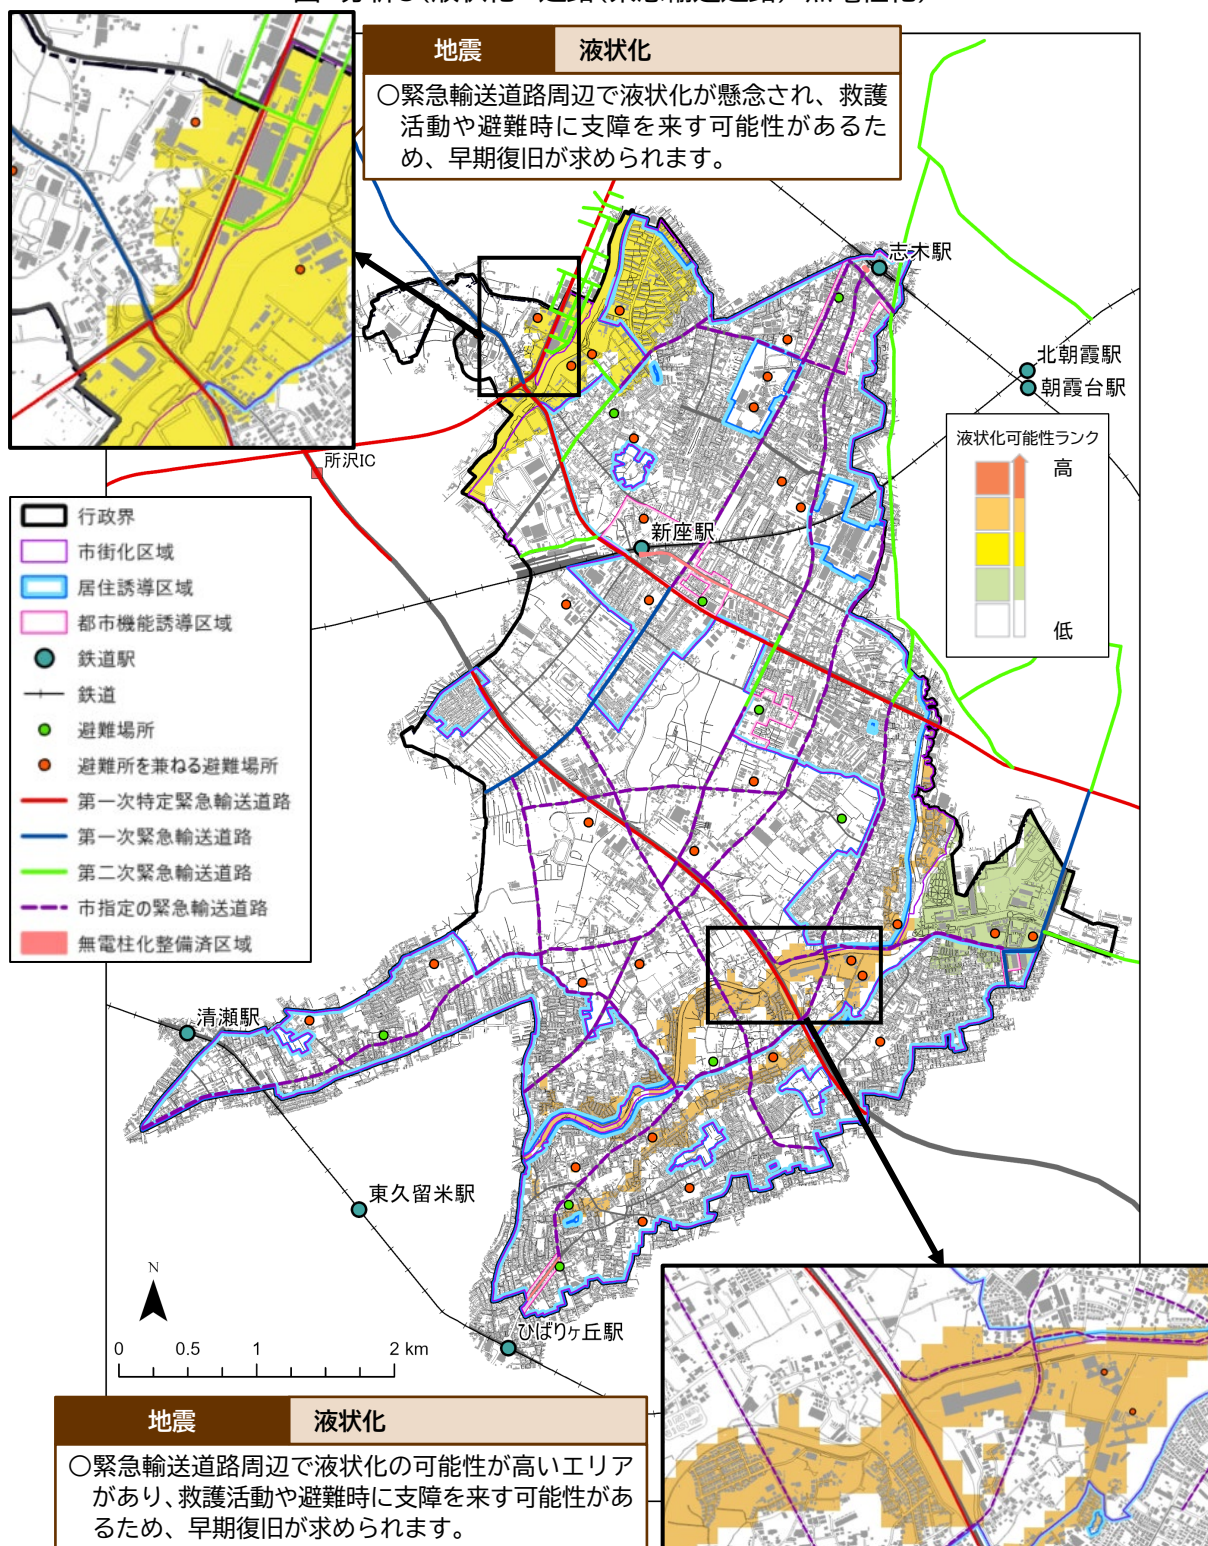 地震 液状化
○緊急輸送道路周辺で液状化が懸念され、救護
活動や避難時に支障を来す可能性があるた
め、早期復旧が求められます。
志木駅
北朝霞駅
朝霞台駅
液状化可能性ランク
高
低
所沢IC
新座駅
行政界
市街化区域
居住誘導区域
都市機能誘導区域
鉄道駅
鉄道
避難場所
避難所を兼ねる避難場所
第一次特定緊急輸送道路
第一次緊急輸送道路
第二次緊急輸送道路
市指定の緊急輸送道路
無電柱化整備済区域
清瀬駅
東久留米駅
ひばりヶ丘駅
N
0 0.5 1 2 km
地震 液状化
○緊急輸送道路周辺で液状化の可能性が高いエリア
があり、救護活動や避難時に支障を来す可能性があ
るため、早期復旧が求められます。